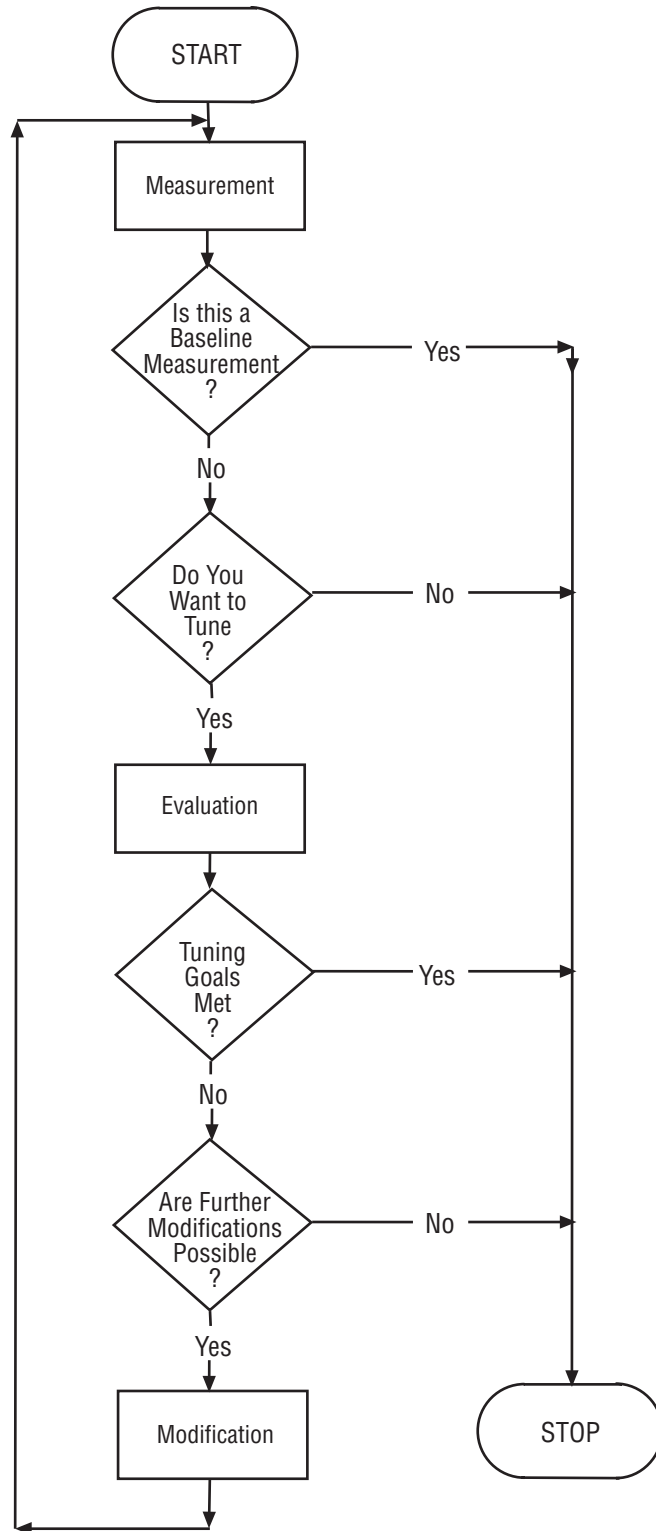 START
Measurement
Is this a
Baseline
Measurement
?
Yes
No
Do You
Want to
Tune
?
No
Yes
Evaluation
Tuning
Goals
Met
?
Yes
No
Are Further
Modifications
Possible
?
No
Yes
Modification
STOP